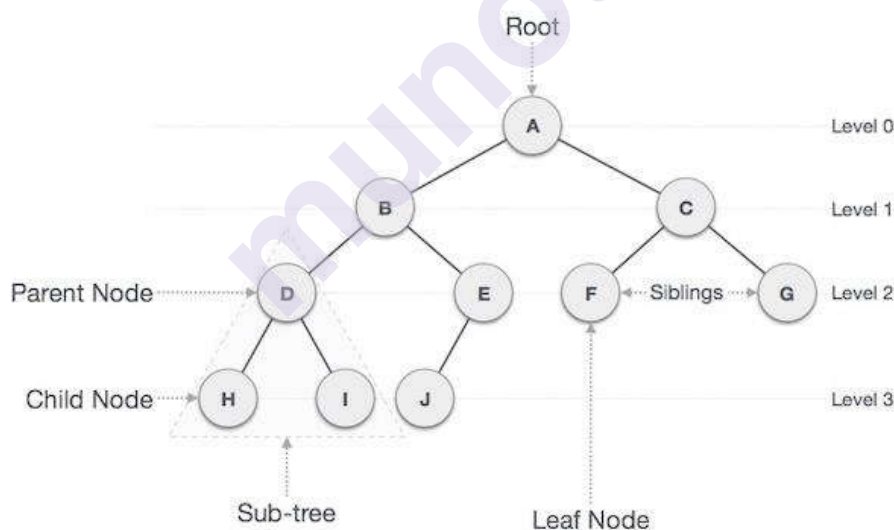 Root
A
Level 0
B
C
Level 1
Parent Node
D
E
F
Siblings
G
Level 2
Child Node
H
I
J
Level 3
Sub-tree
Leaf Node